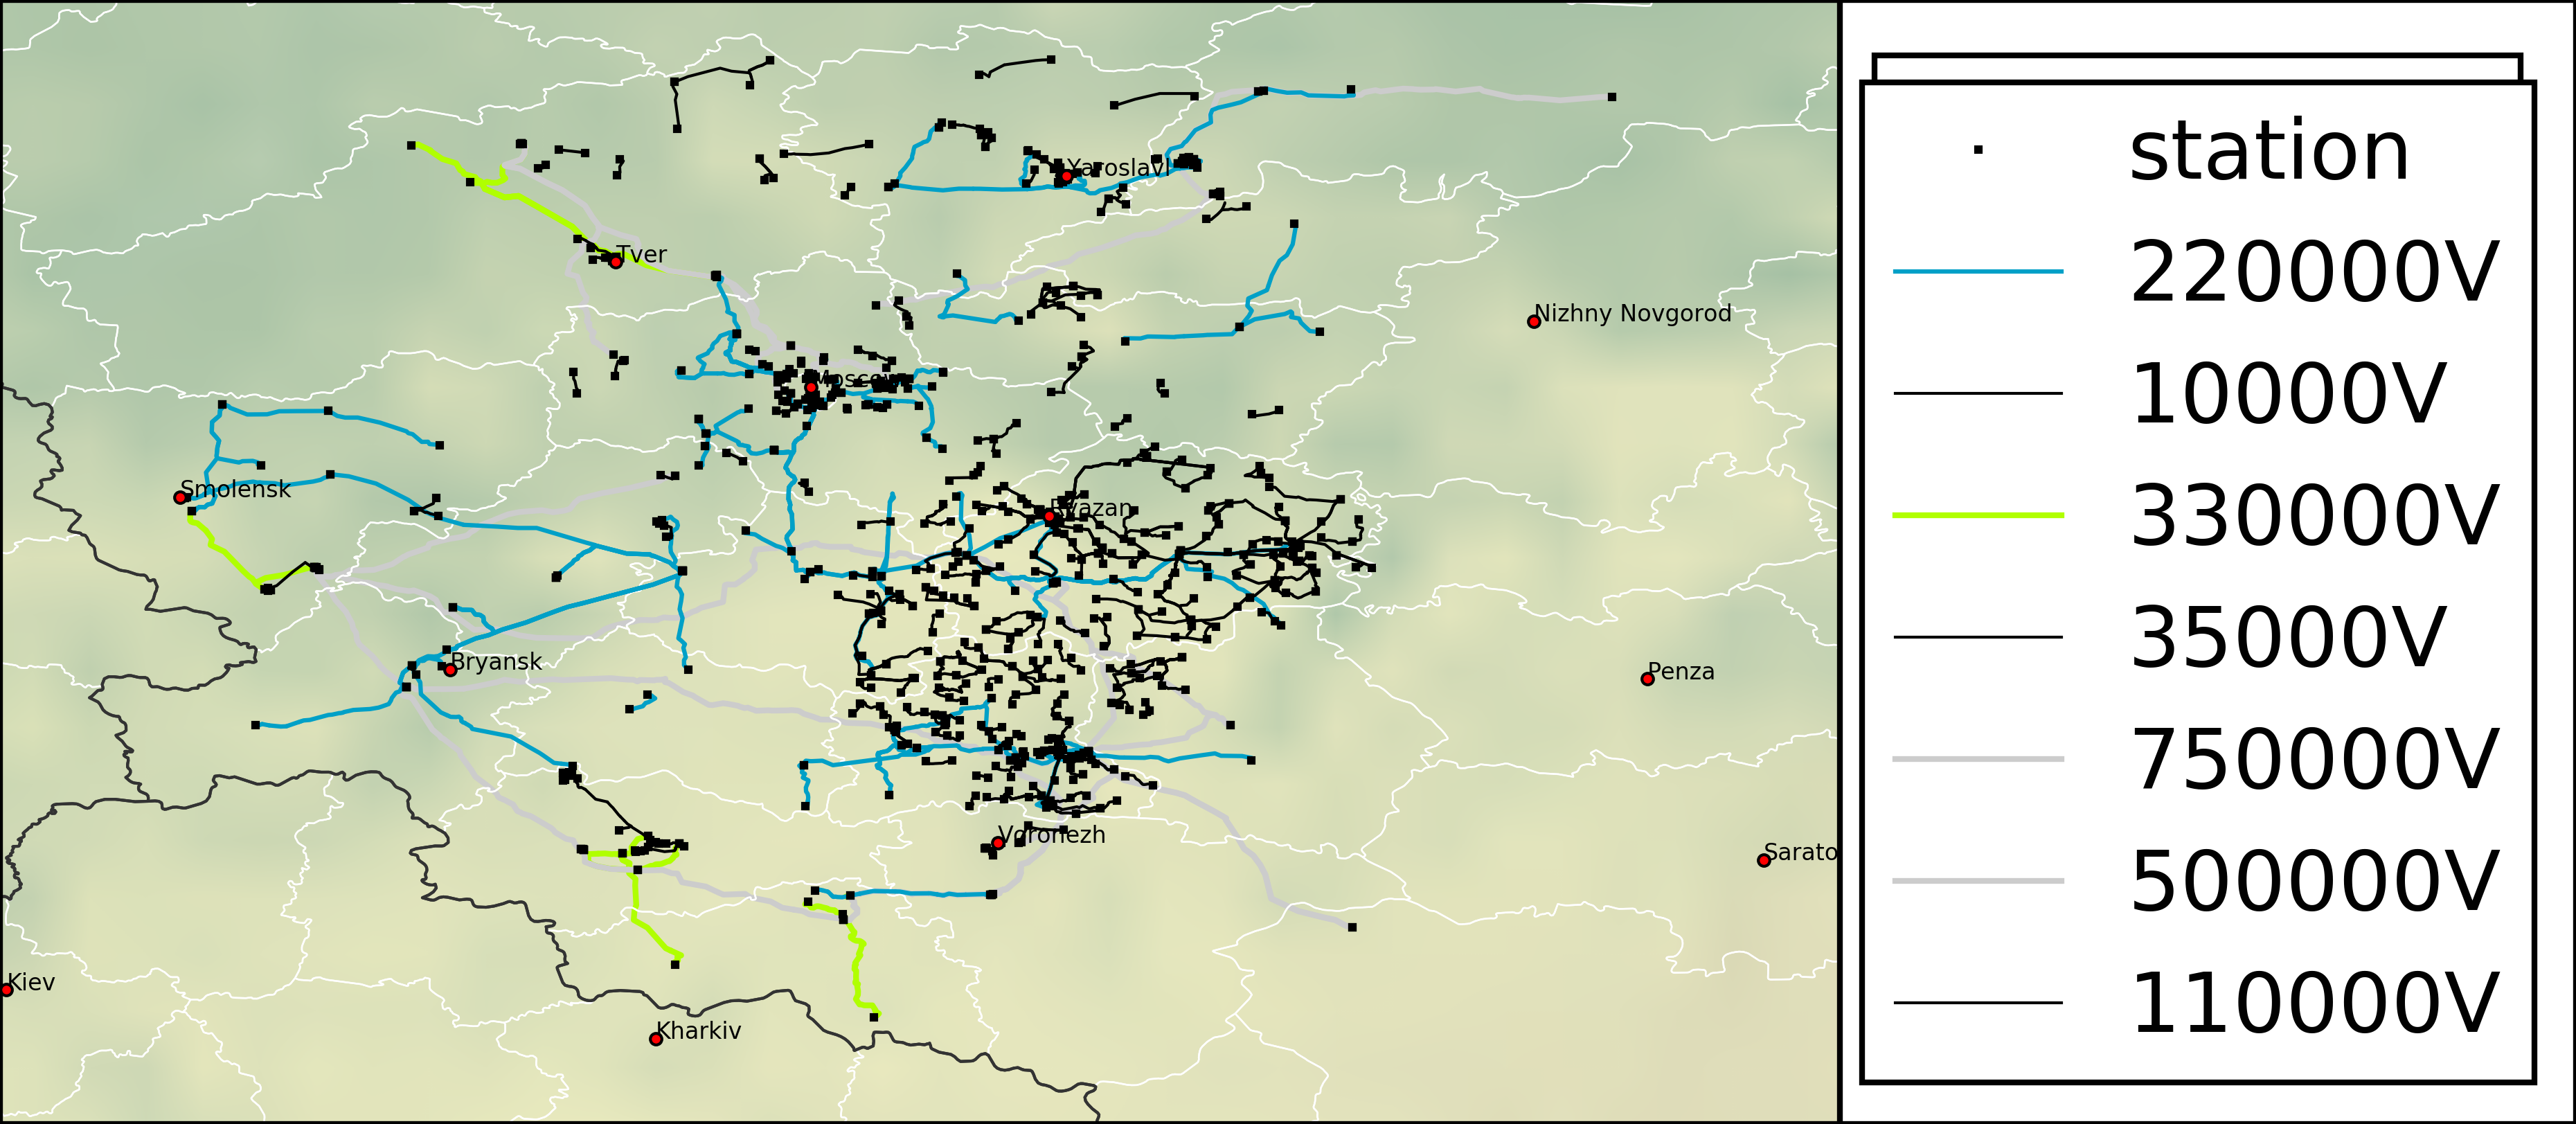 Yaroslavl
Tver
Nizhny Novgorod
Moscow
Smolensk
Ryazan
Bryansk
Penza
Voronezh
Sarato
Kiev
Kharkiv
station
220000V
10000V
330000V
35000V
750000V
500000V
110000V